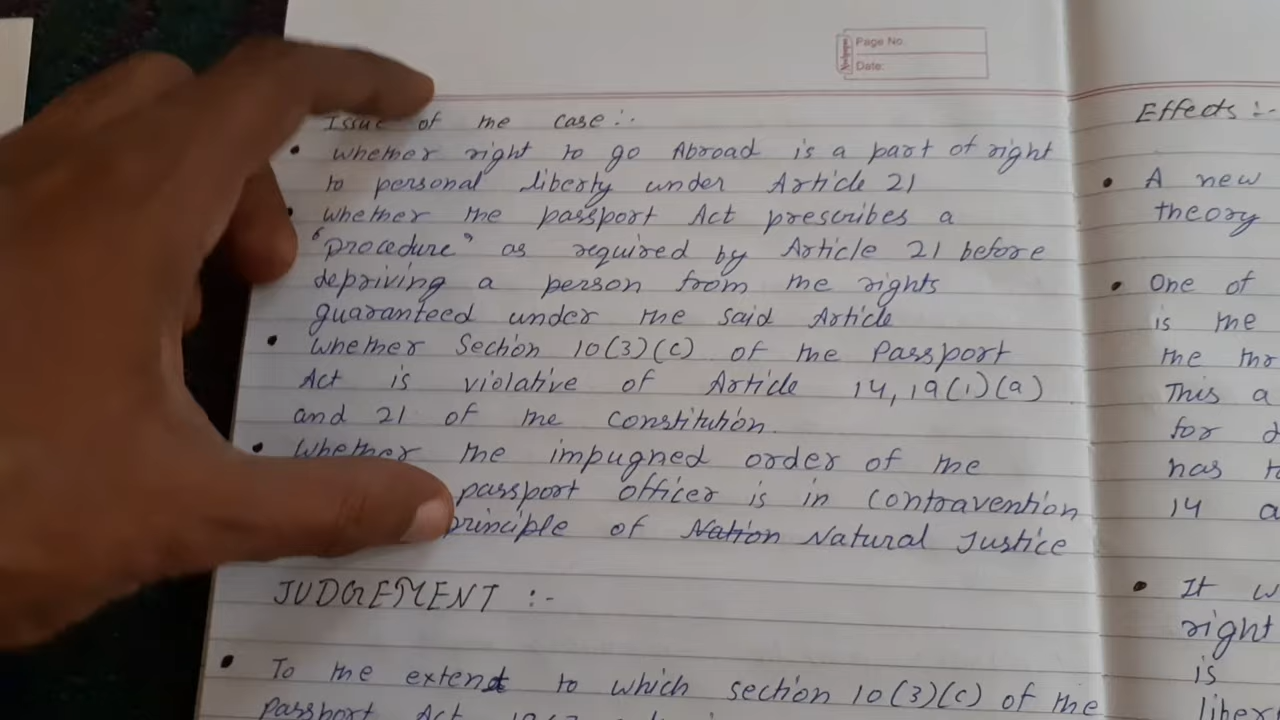 Page No.
Date:
Issue of the case :-
• whether right to go Abroad is a part of right
to personal liberty under Article 21
• whether the passport Act prescribes a
"procedure" as required by Article 21 before
depriving a person from the rights
guaranteed under the said Article
• whether Section 10(3)(c) of the Passport
Act is violative of Article 14, 19(1)(a)
and 21 of the constitution.
• Whether the impugned order of the
passport officer is in contravention
principle of Nation Natural Justice
JUDGEMENT :-
• To the extent to which section 10(3)(c) of the
passport Act
Effects :-
• A new
theory
• One of
is the
the
This a
for
has
14 a
• It
right
is